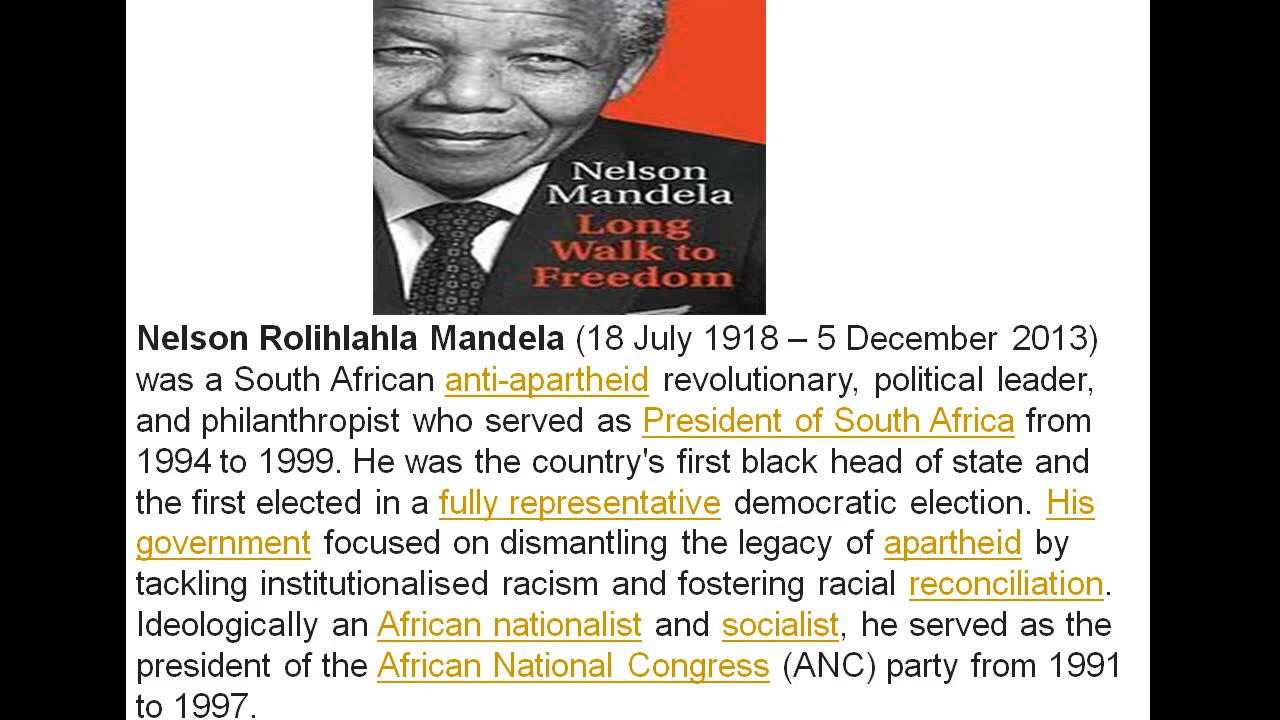 Nelson
Mandela
Long
Walk to
Freedom
Nelson Rolihlahla Mandela (18 July 1918 – 5 December 2013)
was a South African anti-apartheid revolutionary, political leader,
and philanthropist who served as President of South Africa from
1994 to 1999. He was the country's first black head of state and
the first elected in a fully representative democratic election. His
government focused on dismantling the legacy of apartheid by
tackling institutionalised racism and fostering racial reconciliation.
Ideologically an African nationalist and socialist, he served as the
president of the African National Congress (ANC) party from 1991
to 1997.